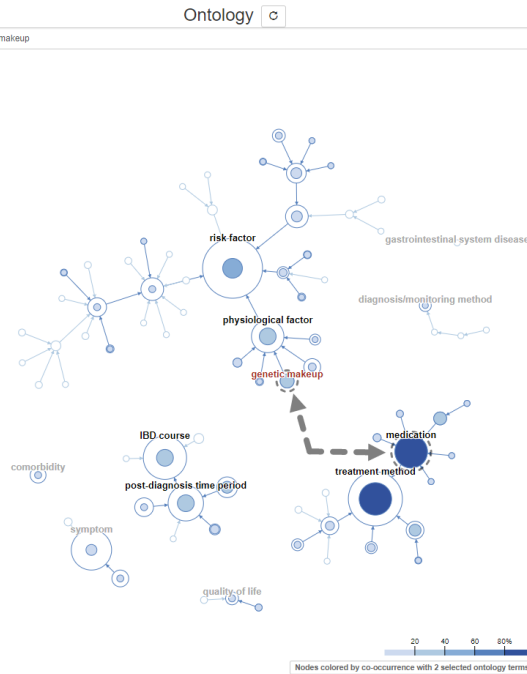 Ontology
makeup
risk factor
gastrointestinal system disease
diagnosis/monitoring method
physiological factor
genetic makeup
IBD course
medication
comorbidity
treatment method
post-diagnosis time period
symptom
quality of life
20 40 60 80%
Nodes colored by co-occurrence with 2 selected ontology terms